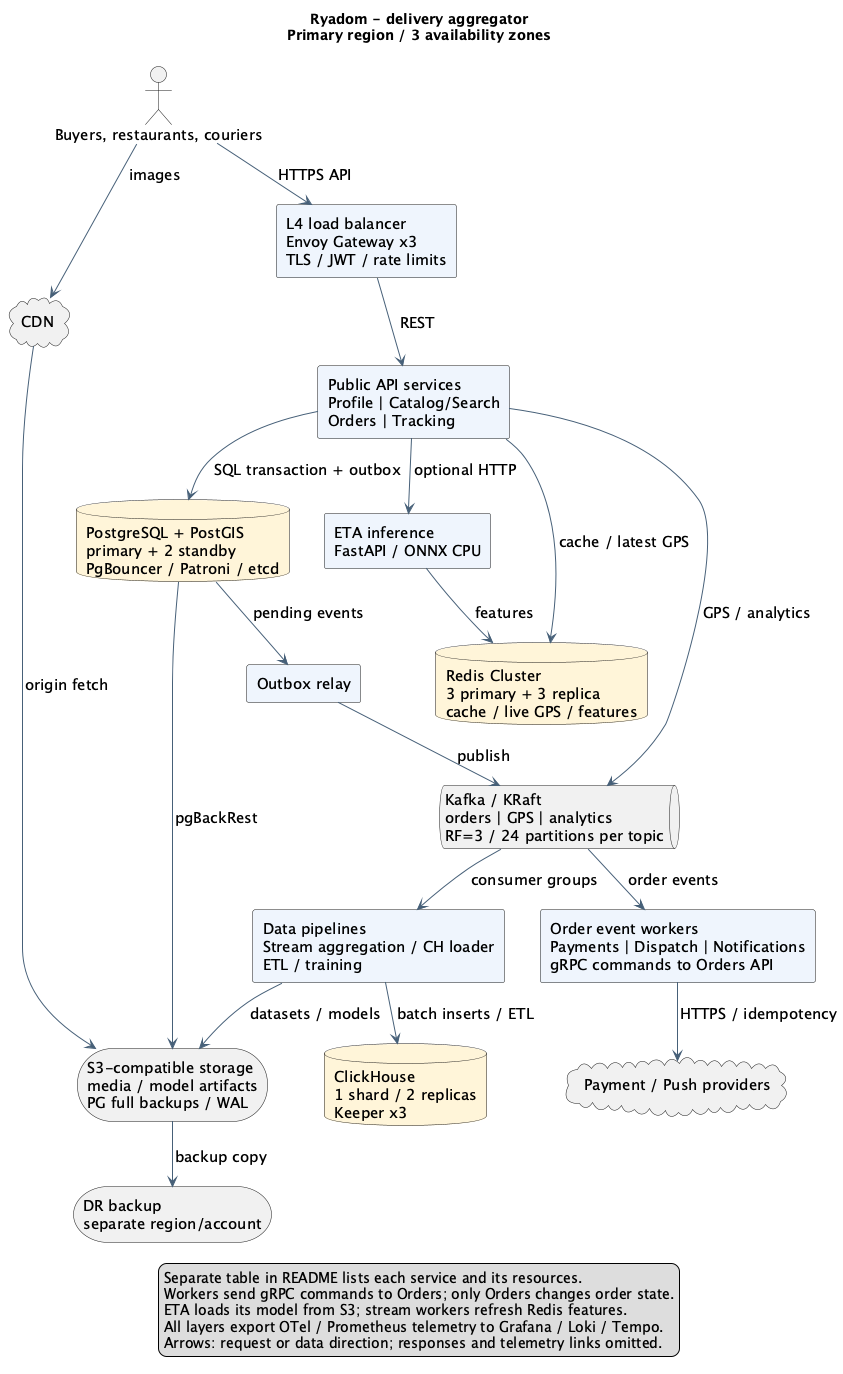 Ryadom - delivery aggregator
Primary region / 3 availability zones
Buyers, restaurants, couriers
images
HTTPS API
L4 load balancer
Envoy Gateway x3
TLS / JWT / rate limits
CDN
REST
Public API services
Profile | Catalog/Search
Orders | Tracking
SQL transaction + outbox
optional HTTP
PostgreSQL + PostGIS
primary + 2 standby
PgBouncer / Patroni / etcd
ETA inference
FastAPI / ONNX CPU
cache / latest GPS
pending events
features
GPS / analytics
Outbox relay
Redis Cluster
3 primary + 3 replica
cache / live GPS / features
origin fetch
publish
pgBackRest
Kafka / KRaft
orders | GPS | analytics
RF=3 / 24 partitions per topic
consumer groups
order events
Data pipelines
Stream aggregation / CH loader
ETL / training
Order event workers
Payments | Dispatch | Notifications
gRPC commands to Orders API
datasets / models
batch inserts / ETL
HTTPS / idempotency
S3-compatible storage
media / model artifacts
PG full backups / WAL
ClickHouse
1 shard / 2 replicas
Keeper x3
Payment / Push providers
backup copy
DR backup
separate region/account
Separate table in README lists each service and its resources.
Workers send gRPC commands to Orders; only Orders changes order state.
ETA loads its model from S3; stream workers refresh Redis features.
All layers export OTel / Prometheus telemetry to Grafana / Loki / Tempo.
Arrows: request or data direction; responses and telemetry links omitted.